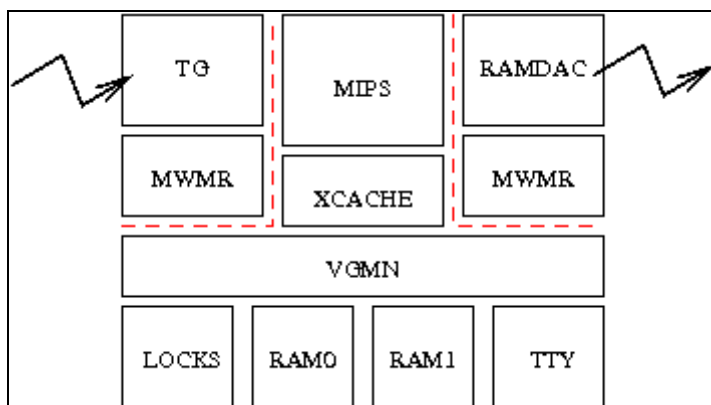 TG
MIPS
RAMDAC
MWMR
XCACHE
MWMR
VGMN
LOCKS
RAM0
RAM1
TTY